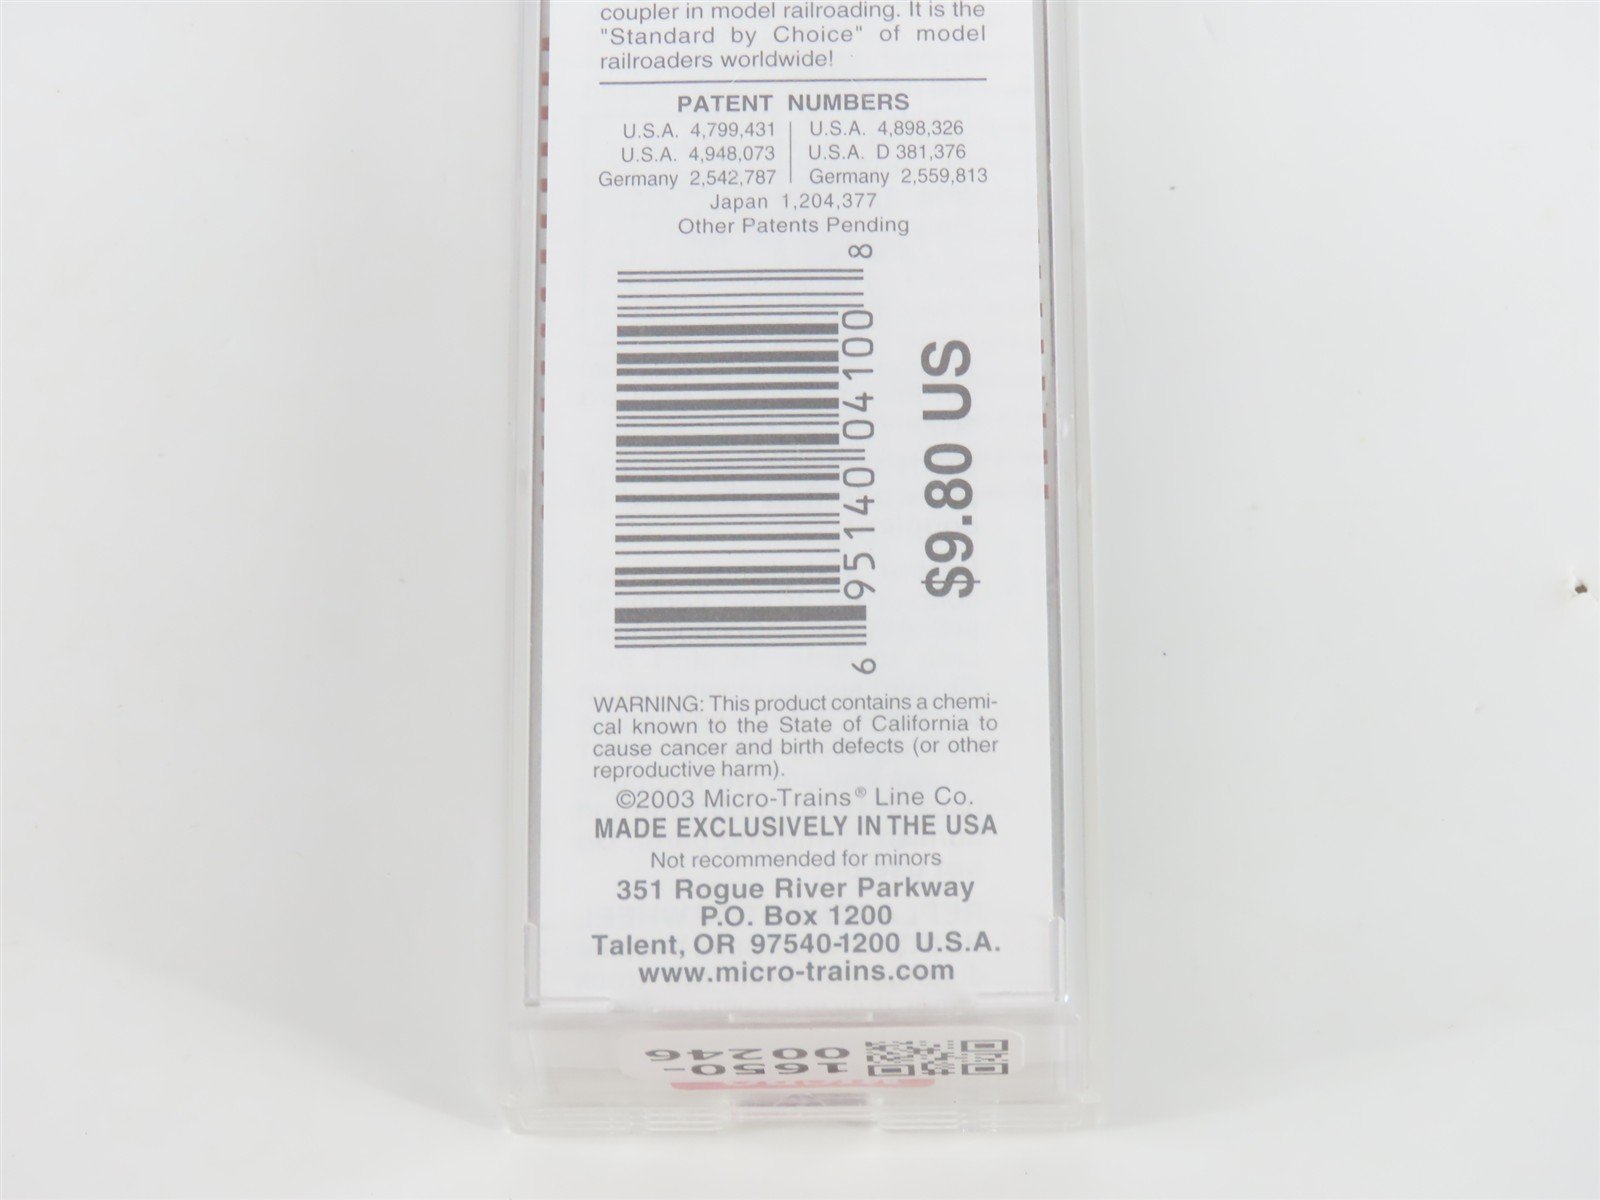 coupler in model railroading. It is the
"Standard by Choice" of model
railroaders worldwide!
PATENT NUMBERS
U.S.A. 4,799,431 | U.S.A. 4,898,326
U.S.A. 4,948,073 | U.S.A. D 381,376
Germany 2,542,787 | Germany 2,559,813
Japan 1,204,377
Other Patents Pending
6 95140 04100 8
$9.80 US
WARNING: This product contains a chemi-
cal known to the State of California to
cause cancer and birth defects (or other
reproductive harm).
©2003 Micro-Trains® Line Co.
MADE EXCLUSIVELY IN THE USA
Not recommended for minors
351 Rogue River Parkway
P.O. Box 1200
Talent, OR 97540-1200 U.S.A.
www.micro-trains.com
1650-
00246